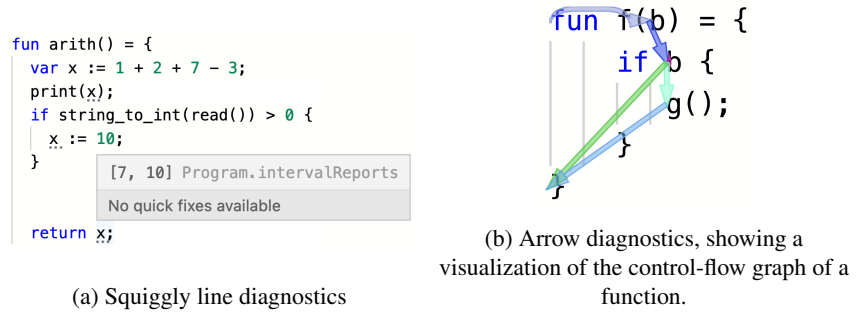 fun arith() = {
var x := 1 + 2 + 7 - 3;
print(x);
if string_to_int(read()) > 0 {
x := 10;
}
[7, 10] Program.intervalReports
No quick fixes available
return x;
(a) Squiggly line diagnostics
fun f(b) = {
if b {
g();
}
}
(b) Arrow diagnostics, showing a
visualization of the control-flow graph of a
function.